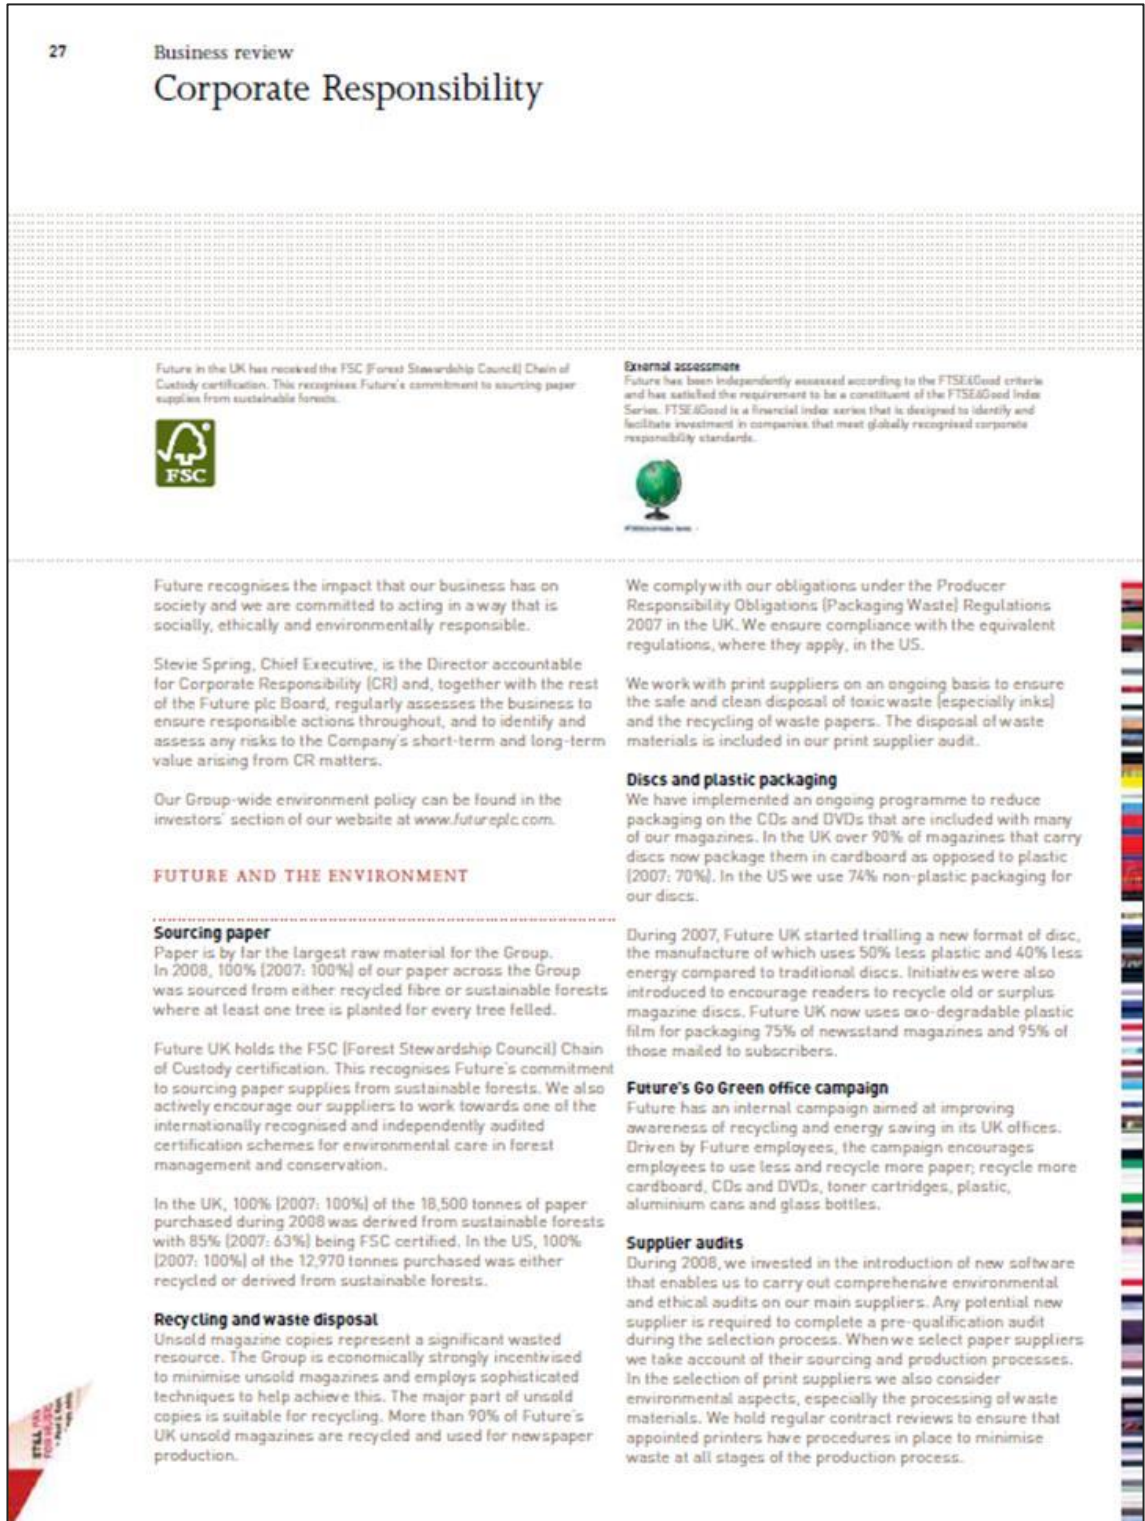 27
Business review
Corporate Responsibility
Future in the UK has received the FSC (Forest Stewardship Council) Chain of
Custody certification. This recognises Future's commitment to sourcing paper
supplies from sustainable forests.
FSC
External assessment
Future has been independently assessed according to the FTSE4Good criteria
and has satisfied the requirement to be a constituent of the FTSE4Good Index
Series. FTSE4Good is a financial index series that is designed to identify and
facilitate investment in companies that meet globally recognised corporate
responsibility standards.
Future recognises the impact that our business has on
society and we are committed to acting in a way that is
socially, ethically and environmentally responsible.
Stevie Spring, Chief Executive, is the Director accountable
for Corporate Responsibility (CR) and, together with the rest
of the Future plc Board, regularly assesses the business to
ensure responsible actions throughout, and to identify and
assess any risks to the Company's short-term and long-term
value arising from CR matters.
Our Group-wide environment policy can be found in the
investors' section of our website at www.futureplc.com.
FUTURE AND THE ENVIRONMENT
Sourcing paper
Paper is by far the largest raw material for the Group.
In 2008, 100% (2007: 100%) of our paper across the Group
was sourced from either recycled fibre or sustainable forests
where at least one tree is planted for every tree felled.
Future UK holds the FSC (Forest Stewardship Council) Chain
of Custody certification. This recognises Future's commitment
to sourcing paper supplies from sustainable forests. We also
actively encourage our suppliers to work towards one of the
internationally recognised and independently audited
certification schemes for environmental care in forest
management and conservation.
In the UK, 100% (2007: 100%) of the 18,500 tonnes of paper
purchased during 2008 was derived from sustainable forests
with 85% (2007: 63%) being FSC certified. In the US, 100%
(2007: 100%) of the 12,970 tonnes purchased was either
recycled or derived from sustainable forests.
Recycling and waste disposal
Unsold magazine copies represent a significant wasted
resource. The Group is economically strongly incentivised
to minimise unsold magazines and employs sophisticated
techniques to help achieve this. The major part of unsold
copies is suitable for recycling. More than 90% of Future's
UK unsold magazines are recycled and used for newspaper
production.
We comply with our obligations under the Producer
Responsibility Obligations (Packaging Waste) Regulations
2007 in the UK. We ensure compliance with the equivalent
regulations, where they apply, in the US.
We work with print suppliers on an ongoing basis to ensure
the safe and clean disposal of toxic waste (especially inks)
and the recycling of waste papers. The disposal of waste
materials is included in our print supplier audit.
Discs and plastic packaging
We have implemented an ongoing programme to reduce
packaging on the CDs and DVDs that are included with many
of our magazines. In the UK over 90% of magazines that carry
discs now package them in cardboard as opposed to plastic
(2007: 70%). In the US we use 74% non-plastic packaging for
our discs.
During 2007, Future UK started trialling a new format of disc,
the manufacture of which uses 50% less plastic and 40% less
energy compared to traditional discs. Initiatives were also
introduced to encourage readers to recycle old or surplus
magazine discs. Future UK now uses oxo-degradable plastic
film for packaging 75% of newsstand magazines and 95% of
those mailed to subscribers.
Future's Go Green office campaign
Future has an internal campaign aimed at improving
awareness of recycling and energy saving in its UK offices.
Driven by Future employees, the campaign encourages
employees to use less and recycle more paper; recycle more
cardboard, CDs and DVDs, toner cartridges, plastic,
aluminium cans and glass bottles.
Supplier audits
During 2008, we invested in the introduction of new software
that enables us to carry out comprehensive environmental
and ethical audits on our main suppliers. Any potential new
supplier is required to complete a pre-qualification audit
during the selection process. When we select paper suppliers
we take account of their sourcing and production processes.
In the selection of print suppliers we also consider
environmental aspects, especially the processing of waste
materials. We hold regular contract reviews to ensure that
appointed printers have procedures in place to minimise
waste at all stages of the production process.
STILL PAY
FOR MUSIC